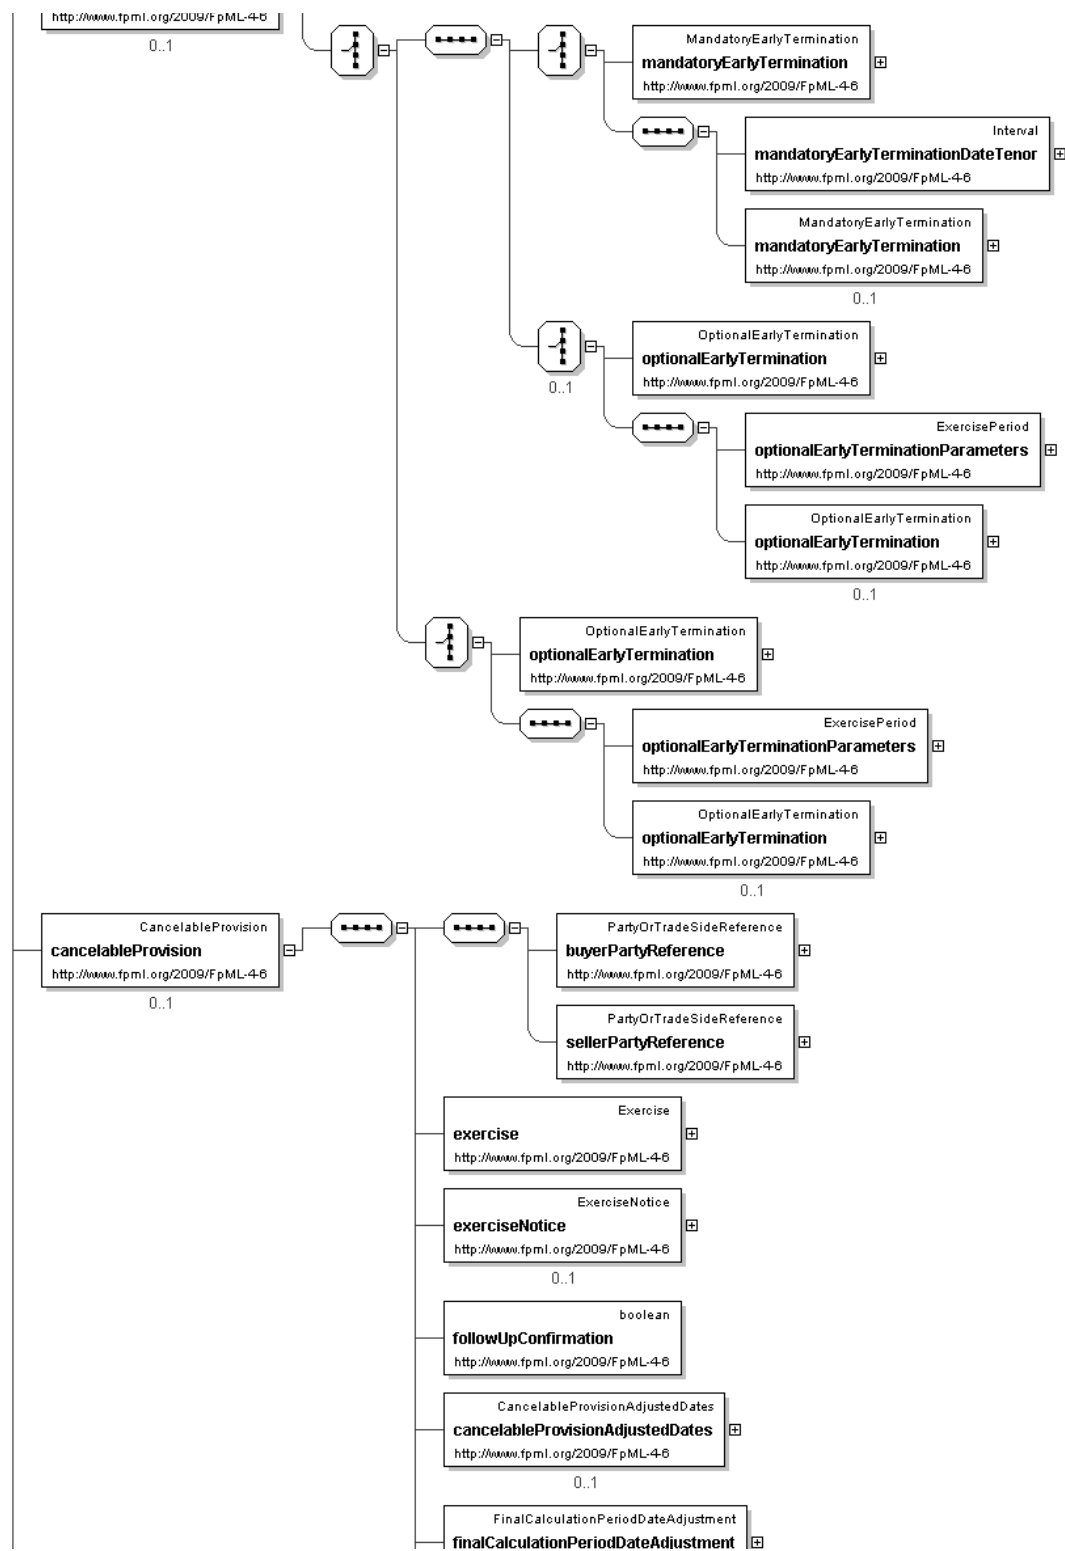 http://www.fpml.org/2009/FpML-4-6
0..1
MandatoryEarlyTermination
mandatoryEarlyTermination
http://www.fpml.org/2009/FpML-4-6
Interval
mandatoryEarlyTerminationDateTenor
http://www.fpml.org/2009/FpML-4-6
MandatoryEarlyTermination
mandatoryEarlyTermination
http://www.fpml.org/2009/FpML-4-6
0..1
OptionalEarlyTermination
optionalEarlyTermination
http://www.fpml.org/2009/FpML-4-6
0..1
ExercisePeriod
optionalEarlyTerminationParameters
http://www.fpml.org/2009/FpML-4-6
OptionalEarlyTermination
optionalEarlyTermination
http://www.fpml.org/2009/FpML-4-6
0..1
OptionalEarlyTermination
optionalEarlyTermination
http://www.fpml.org/2009/FpML-4-6
ExercisePeriod
optionalEarlyTerminationParameters
http://www.fpml.org/2009/FpML-4-6
OptionalEarlyTermination
optionalEarlyTermination
http://www.fpml.org/2009/FpML-4-6
0..1
CancelableProvision
cancelableProvision
http://www.fpml.org/2009/FpML-4-6
0..1
PartyOrTradeSideReference
buyerPartyReference
http://www.fpml.org/2009/FpML-4-6
PartyOrTradeSideReference
sellerPartyReference
http://www.fpml.org/2009/FpML-4-6
Exercise
exercise
http://www.fpml.org/2009/FpML-4-6
ExerciseNotice
exerciseNotice
http://www.fpml.org/2009/FpML-4-6
0..1
boolean
followUpConfirmation
http://www.fpml.org/2009/FpML-4-6
CancelableProvisionAdjustedDates
cancelableProvisionAdjustedDates
http://www.fpml.org/2009/FpML-4-6
0..1
FinalCalculationPeriodDateAdjustment
finalCalculationPeriodDateAdjustment